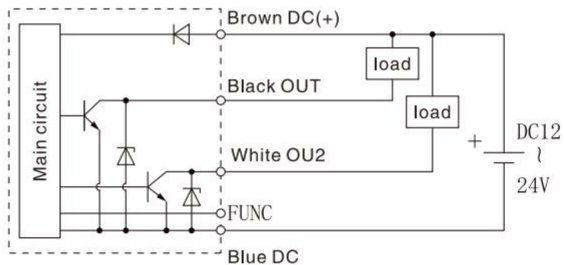 Brown DC(+)
load
Black OUT
load
Main circuit
+
DC12
~
24V
White OU2
FUNC
Blue DC